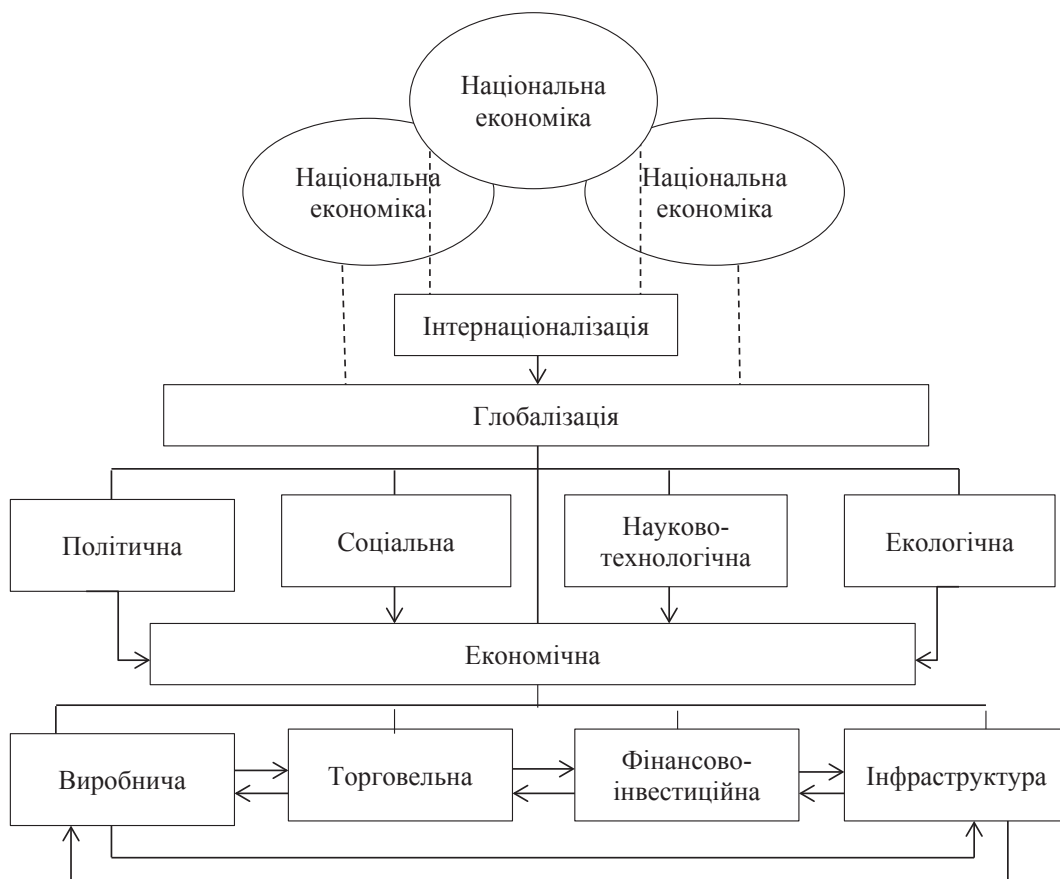 Національна
економіка
Національна
економіка
Національна
економіка
Інтернаціоналізація
Глобалізація
Політична
Соціальна
Науково-
технологічна
Екологічна
Економічна
Виробнича
Торговельна
Фінансово-
інвестиційна
Інфраструктура